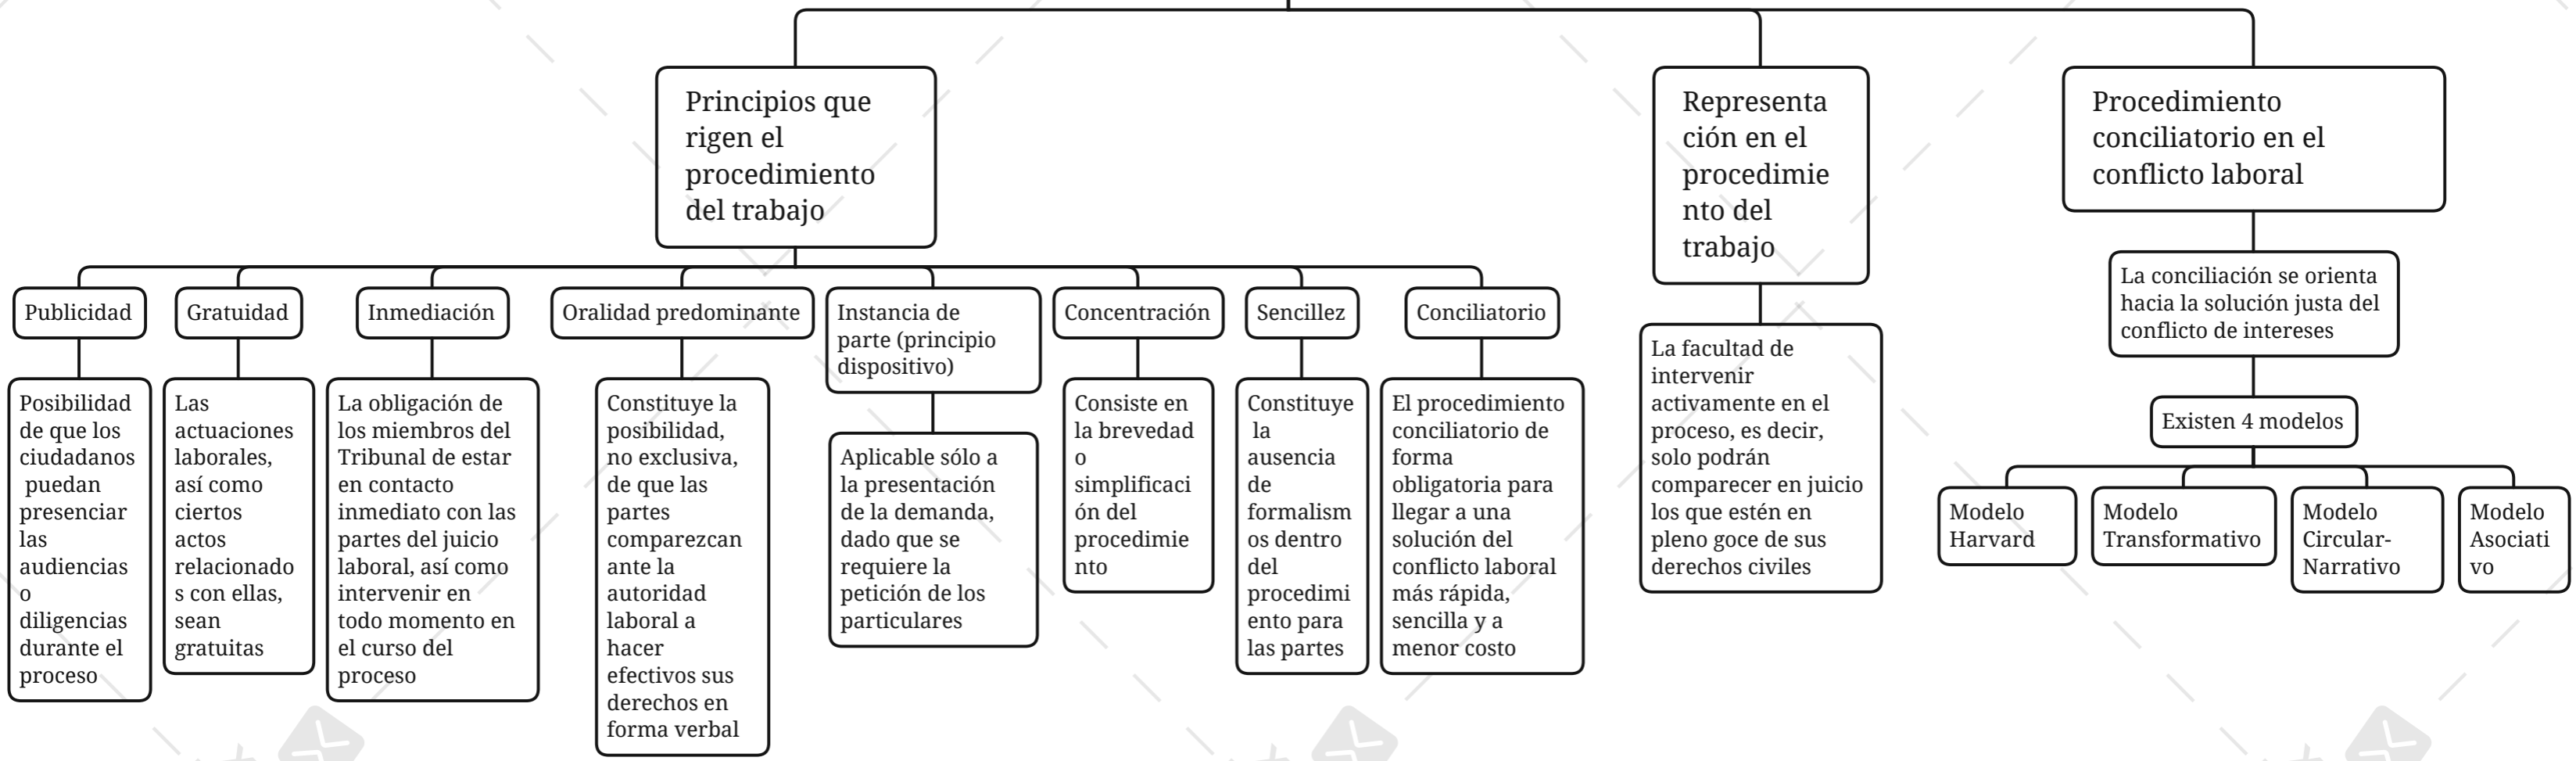 Principios que
rigen el
procedimiento
del trabajo
Representa
ción en el
procedimie
nto del
trabajo
Procedimiento
conciliatorio en el
conflicto laboral
Publicidad
Posibilidad
de que los
ciudadanos
puedan
presenciar
las
audiencias
o
diligencias
durante el
proceso
Gratuidad
Las
actuaciones
laborales,
así como
ciertos
actos
relacionado
s con ellas,
sean
gratuitas
Inmediación
La obligación de
los miembros del
Tribunal de estar
en contacto
inmediato con las
partes del juicio
laboral, así como
intervenir en
todo momento en
el curso del
proceso
Oralidad predominante
Constituye la
posibilidad,
no exclusiva,
de que las
partes
comparezcan
ante la
autoridad
laboral a
hacer
efectivos sus
derechos en
forma verbal
Instancia de
parte (principio
dispositivo)
Aplicable sólo a
la presentación
de la demanda,
dado que se
requiere la
petición de los
particulares
Concentración
Consiste en
la brevedad
o
simplificaci
ón del
procedimie
nto
Sencillez
Constituye
la
ausencia
de
formalism
os dentro
del
procedimi
ento para
las partes
Conciliatorio
El procedimiento
conciliatorio de
forma
obligatoria para
llegar a una
solución del
conflicto laboral
más rápida,
sencilla y a
menor costo
La facultad de
intervenir
activamente en el
proceso, es decir,
solo podrán
comparecer en juicio
los que estén en
pleno goce de sus
derechos civiles
La conciliación se orienta
hacia la solución justa del
conflicto de intereses
Existen 4 modelos
Modelo
Harvard
Modelo
Transformativo
Modelo
Circular-
Narrativo
Modelo
Asociati
vo